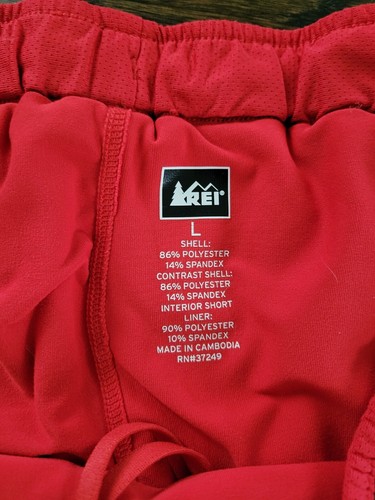 REI®
L
SHELL:
86% POLYESTER
14% SPANDEX
CONTRAST SHELL:
86% POLYESTER
14% SPANDEX
INTERIOR SHORT
LINER:
90% POLYESTER
10% SPANDEX
MADE IN CAMBODIA
RN#37249